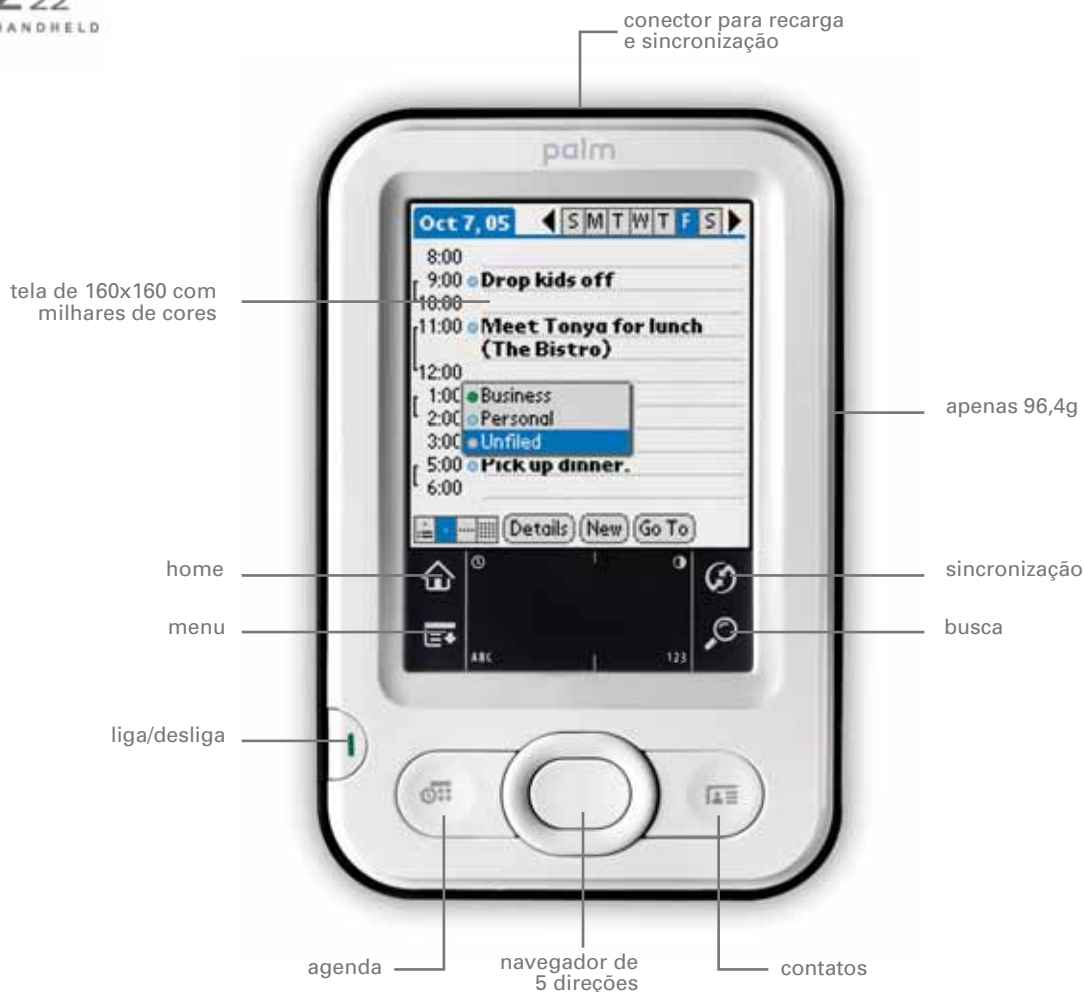 Z22
HANDHELD
conector para recarga
e sincronização
palm
Oct 7, 05 S M T W T F S
8:00
9:00 Drop kids off
10:00
11:00 Meet Tonya for lunch
(The Bistro)
12:00
1:00 Business
2:00 Personal
3:00 Unfiled
5:00 Pick up dinner.
6:00
Details New Go To
ABC 123
tela de 160x160 com
milhares de cores
apenas 96,4g
home
menu
sincronização
busca
liga/desliga
agenda
navegador de
5 direções
contatos